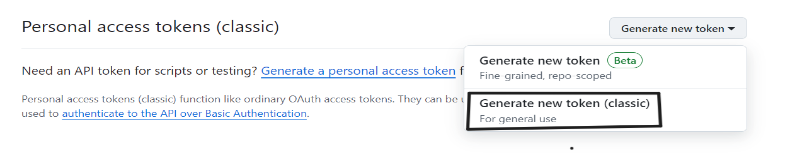 Personal access tokens (classic)
Generate new token
Generate new token Beta
Fine grained, repo scoped
Need an API token for scripts or testing? Generate a personal access token f
Generate new token (classic)
For general use
Personal access tokens (classic) function like ordinary OAuth access tokens. They can be u
used to authenticate to the API over Basic Authentication.